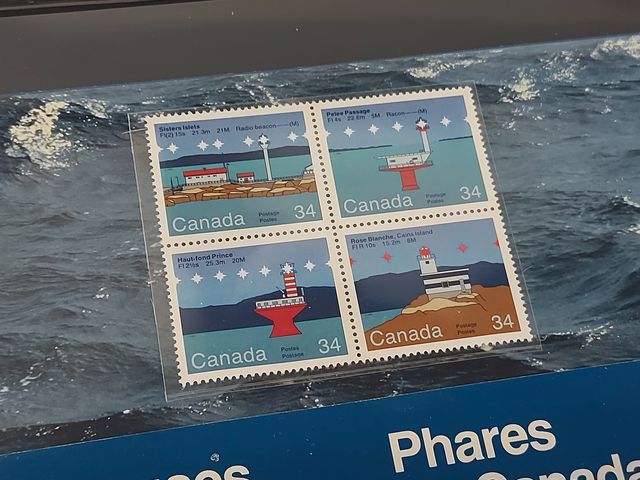 Sisters Islets
Fl(2) 15s 21.3m 21M Radio beacon—(M)
Canada
Postage
Postes
34
Pelee Passage
Fl 4s 22.6m 5M Racon—(M)
Canada
Postage
Postes
34
Haut-fond Prince
Fl 2½s 25.3m 20M
Canada
Postes
Postage
34
Rose Blanche, Cains Island
Fl R 10s 15.2m 8M
Canada
Postage
Postes
34
Phares
Canada